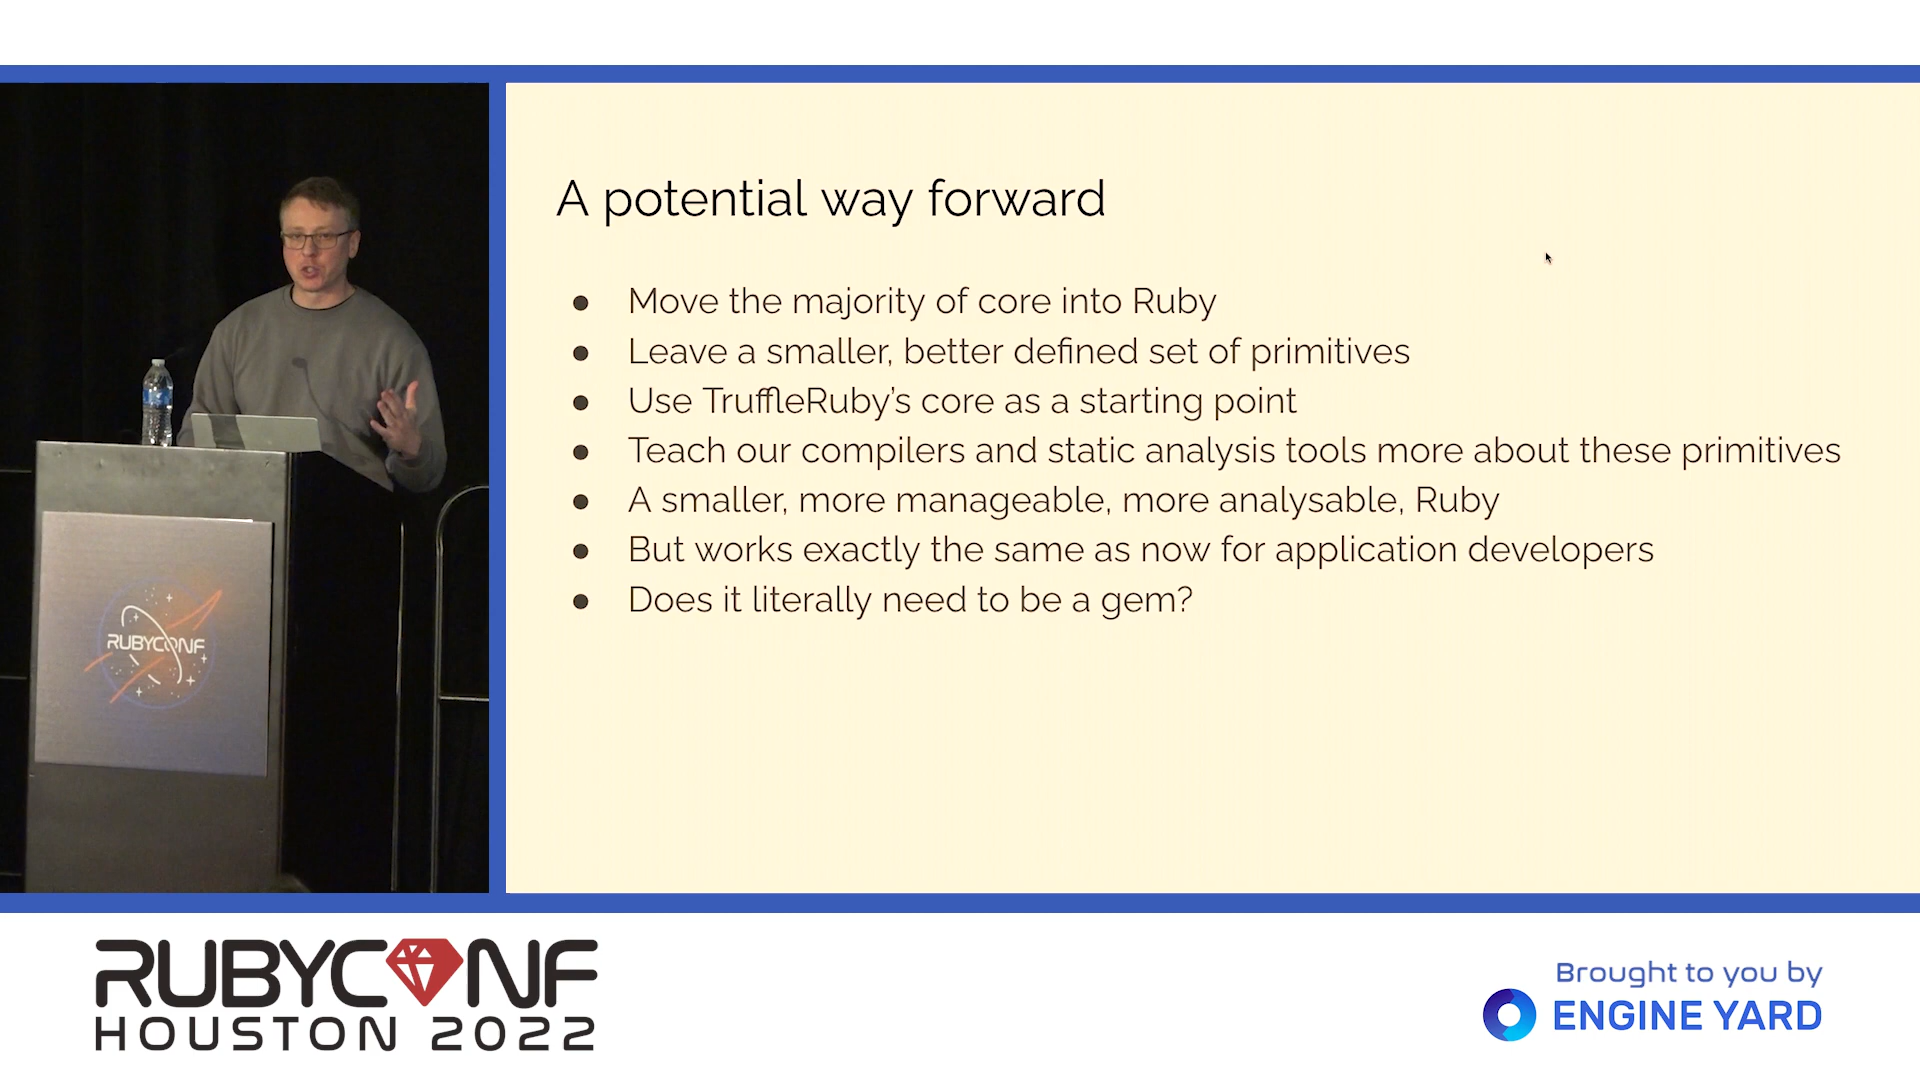 A potential way forward
● Move the majority of core into Ruby
● Leave a smaller, better defined set of primitives
● Use TruffleRuby's core as a starting point
● Teach our compilers and static analysis tools more about these primitives
● A smaller, more manageable, more analysable, Ruby
● But works exactly the same as now for application developers
● Does it literally need to be a gem?
RUBYCONF
RUBYCONF
HOUSTON 2022
Brought to you by
ENGINE YARD